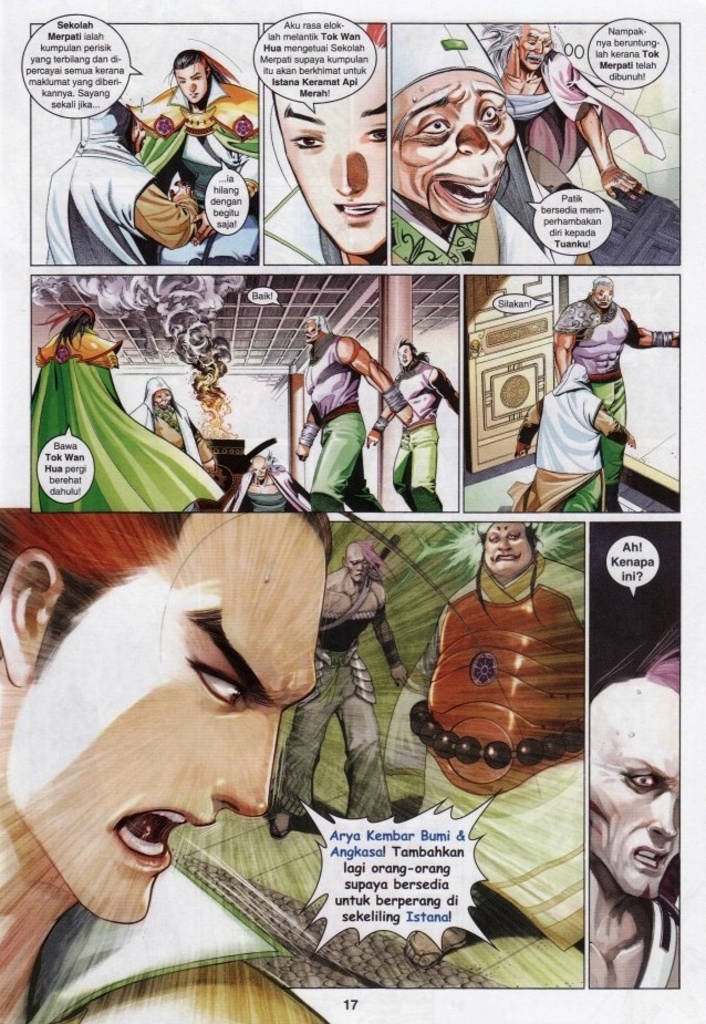 Sekolah
Merpati ialah
kumpulan perisik
yang terbilang dan di-
percayai semua kerana
maklumat yang diberi-
kannya. Sayang
sekali jika...
...ia
hilang
dengan
begitu
saja!
Aku rasa elok-
lah melantik Tok Wan
Hua mengetuai Sekolah
Merpati supaya kumpulan
itu akan berkhimat untuk
Istana Keramat Api
Merah!
Nampak-
nya beruntung-
lah kerana Tok
Merpati telah
dibunuh!
Patik
bersedia mem-
perhambakan
diri kepada
Tuanku!
Bawa
Tok Wan
Hua pergi
berehat
dahulu!
Baik!
Silakan!
Arya Kembar Bumi &
Angkasa! Tambahkan
lagi orang-orang
supaya bersedia
untuk berperang di
sekeliling Istana!
Ah!
Kenapa
ini?
17